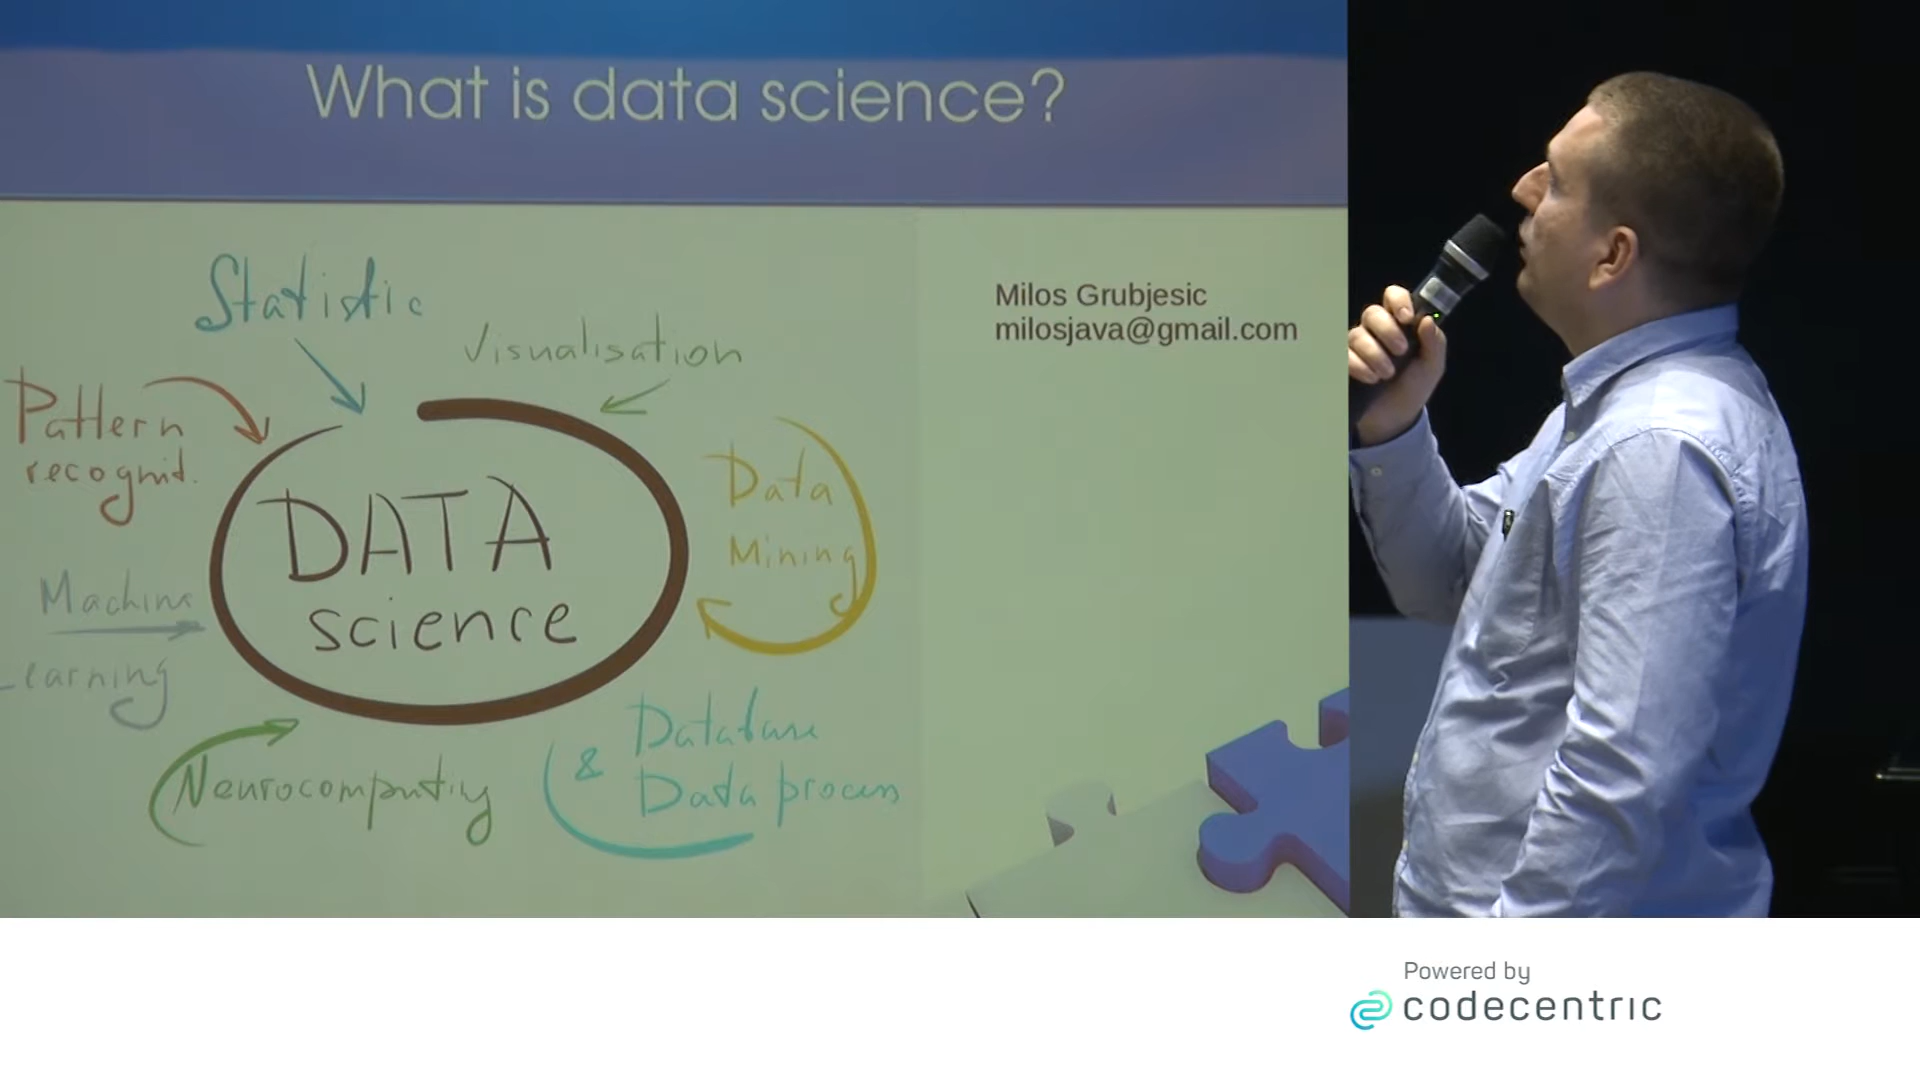 What is data science?
Statistic
Visualisation
Pattern
recognit.
Data
Mining
DATA
science
Machine
Learning
Neurocomputing
&
Database
Data process
Milos Grubjesic
milosjava@gmail.com
Powered by
codecentric